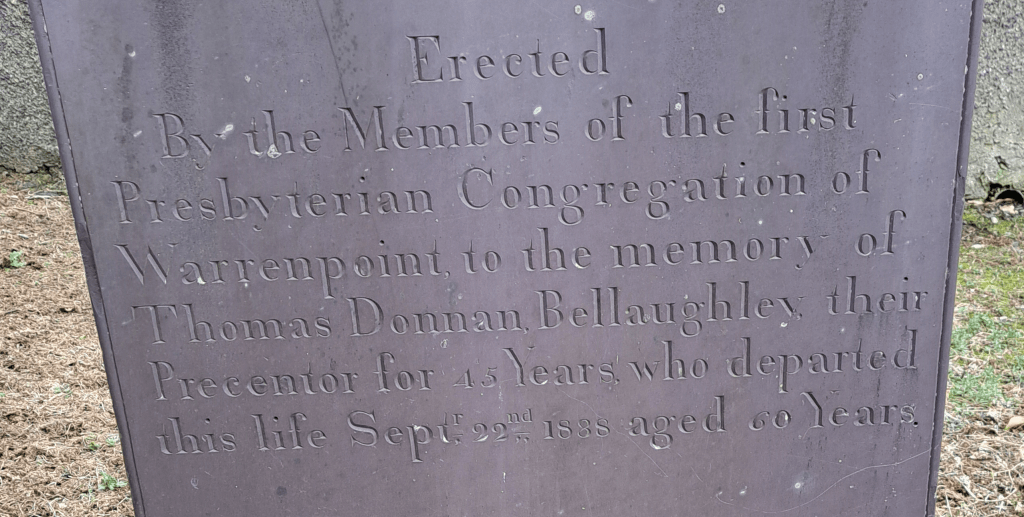 Erected
By the Members of the first
Presbyterian Congregation of
Warrenpoint, to the memory of
Thomas Donnan, Bellaughley, their
Precentor for 45 Years, who departed
this life Septr. 22nd 1838 aged 60 Years.